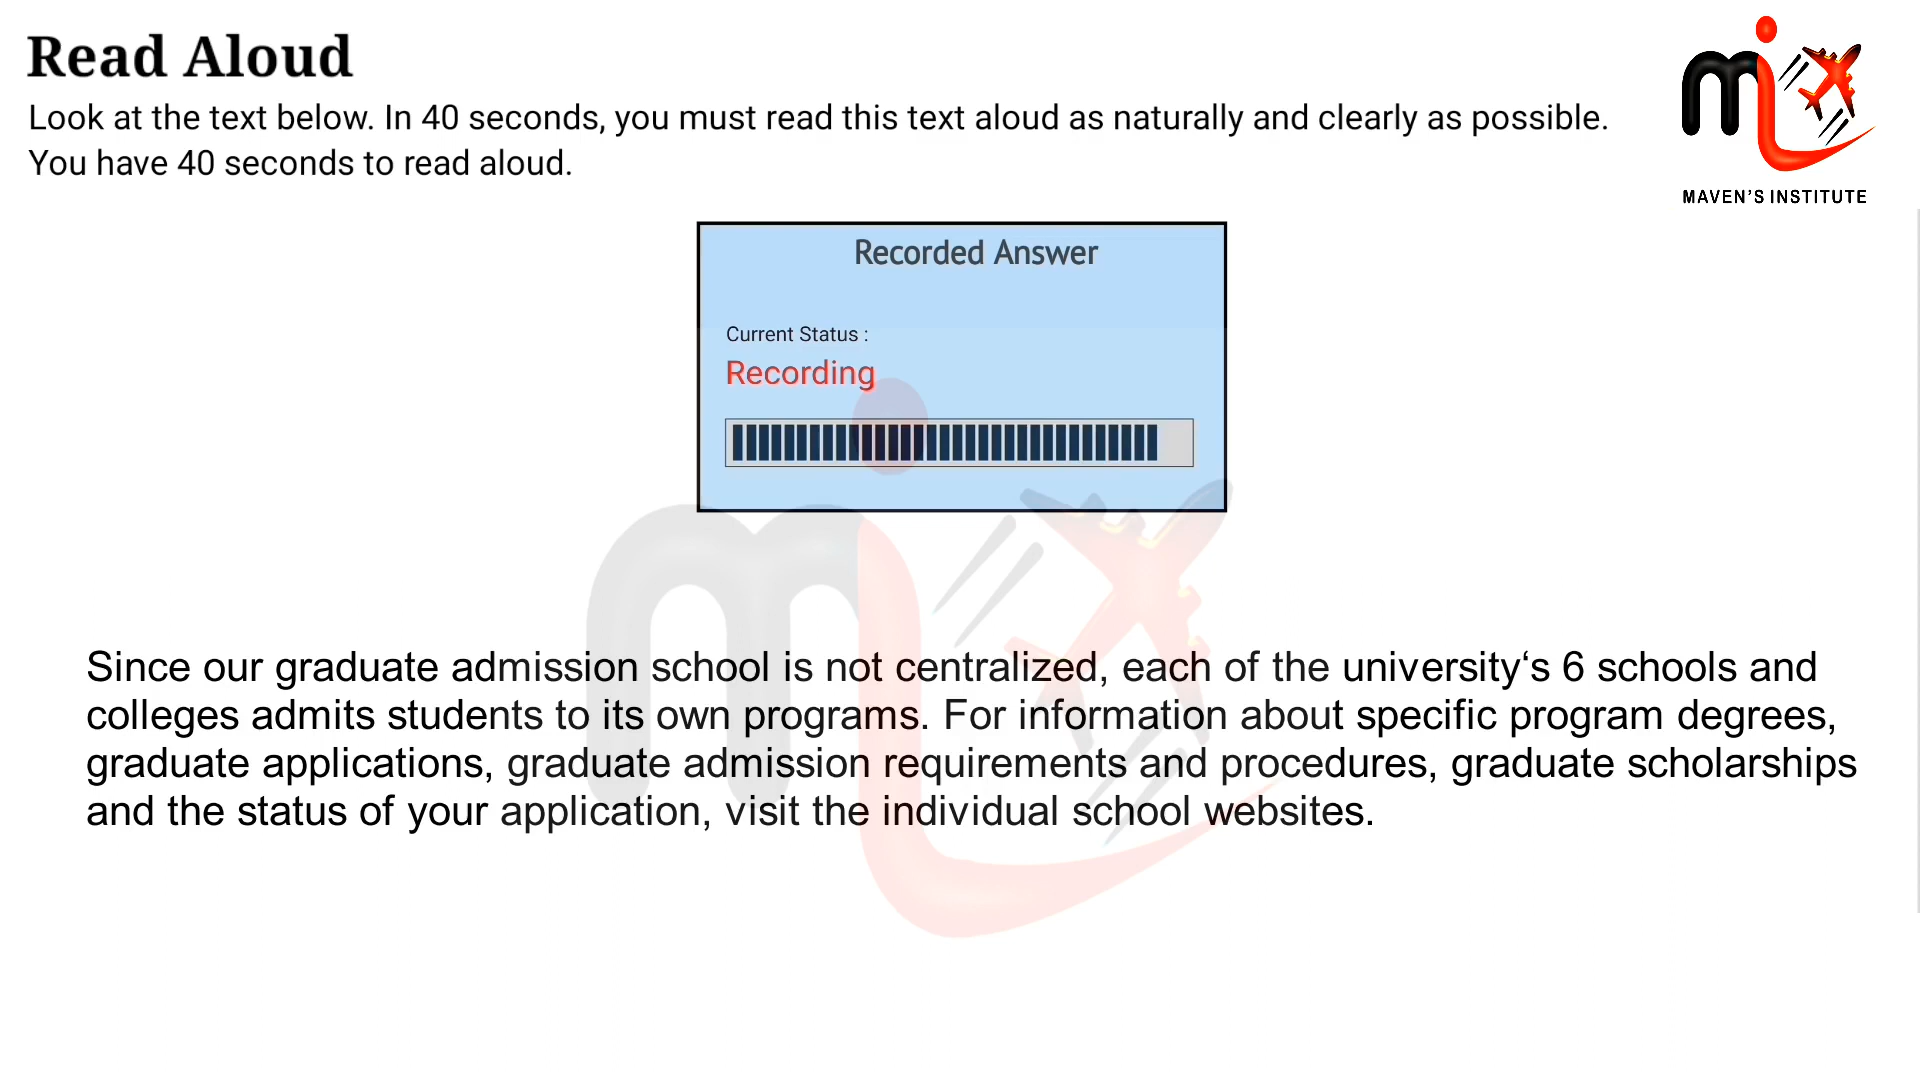 Read Aloud
Look at the text below. In 40 seconds, you must read this text aloud as naturally and clearly as possible.
You have 40 seconds to read aloud.
MAVEN'S INSTITUTE
Recorded Answer
Current Status :
Recording
Since our graduate admission school is not centralized, each of the university‘s 6 schools and
colleges admits students to its own programs. For information about specific program degrees,
graduate applications, graduate admission requirements and procedures, graduate scholarships
and the status of your application, visit the individual school websites.